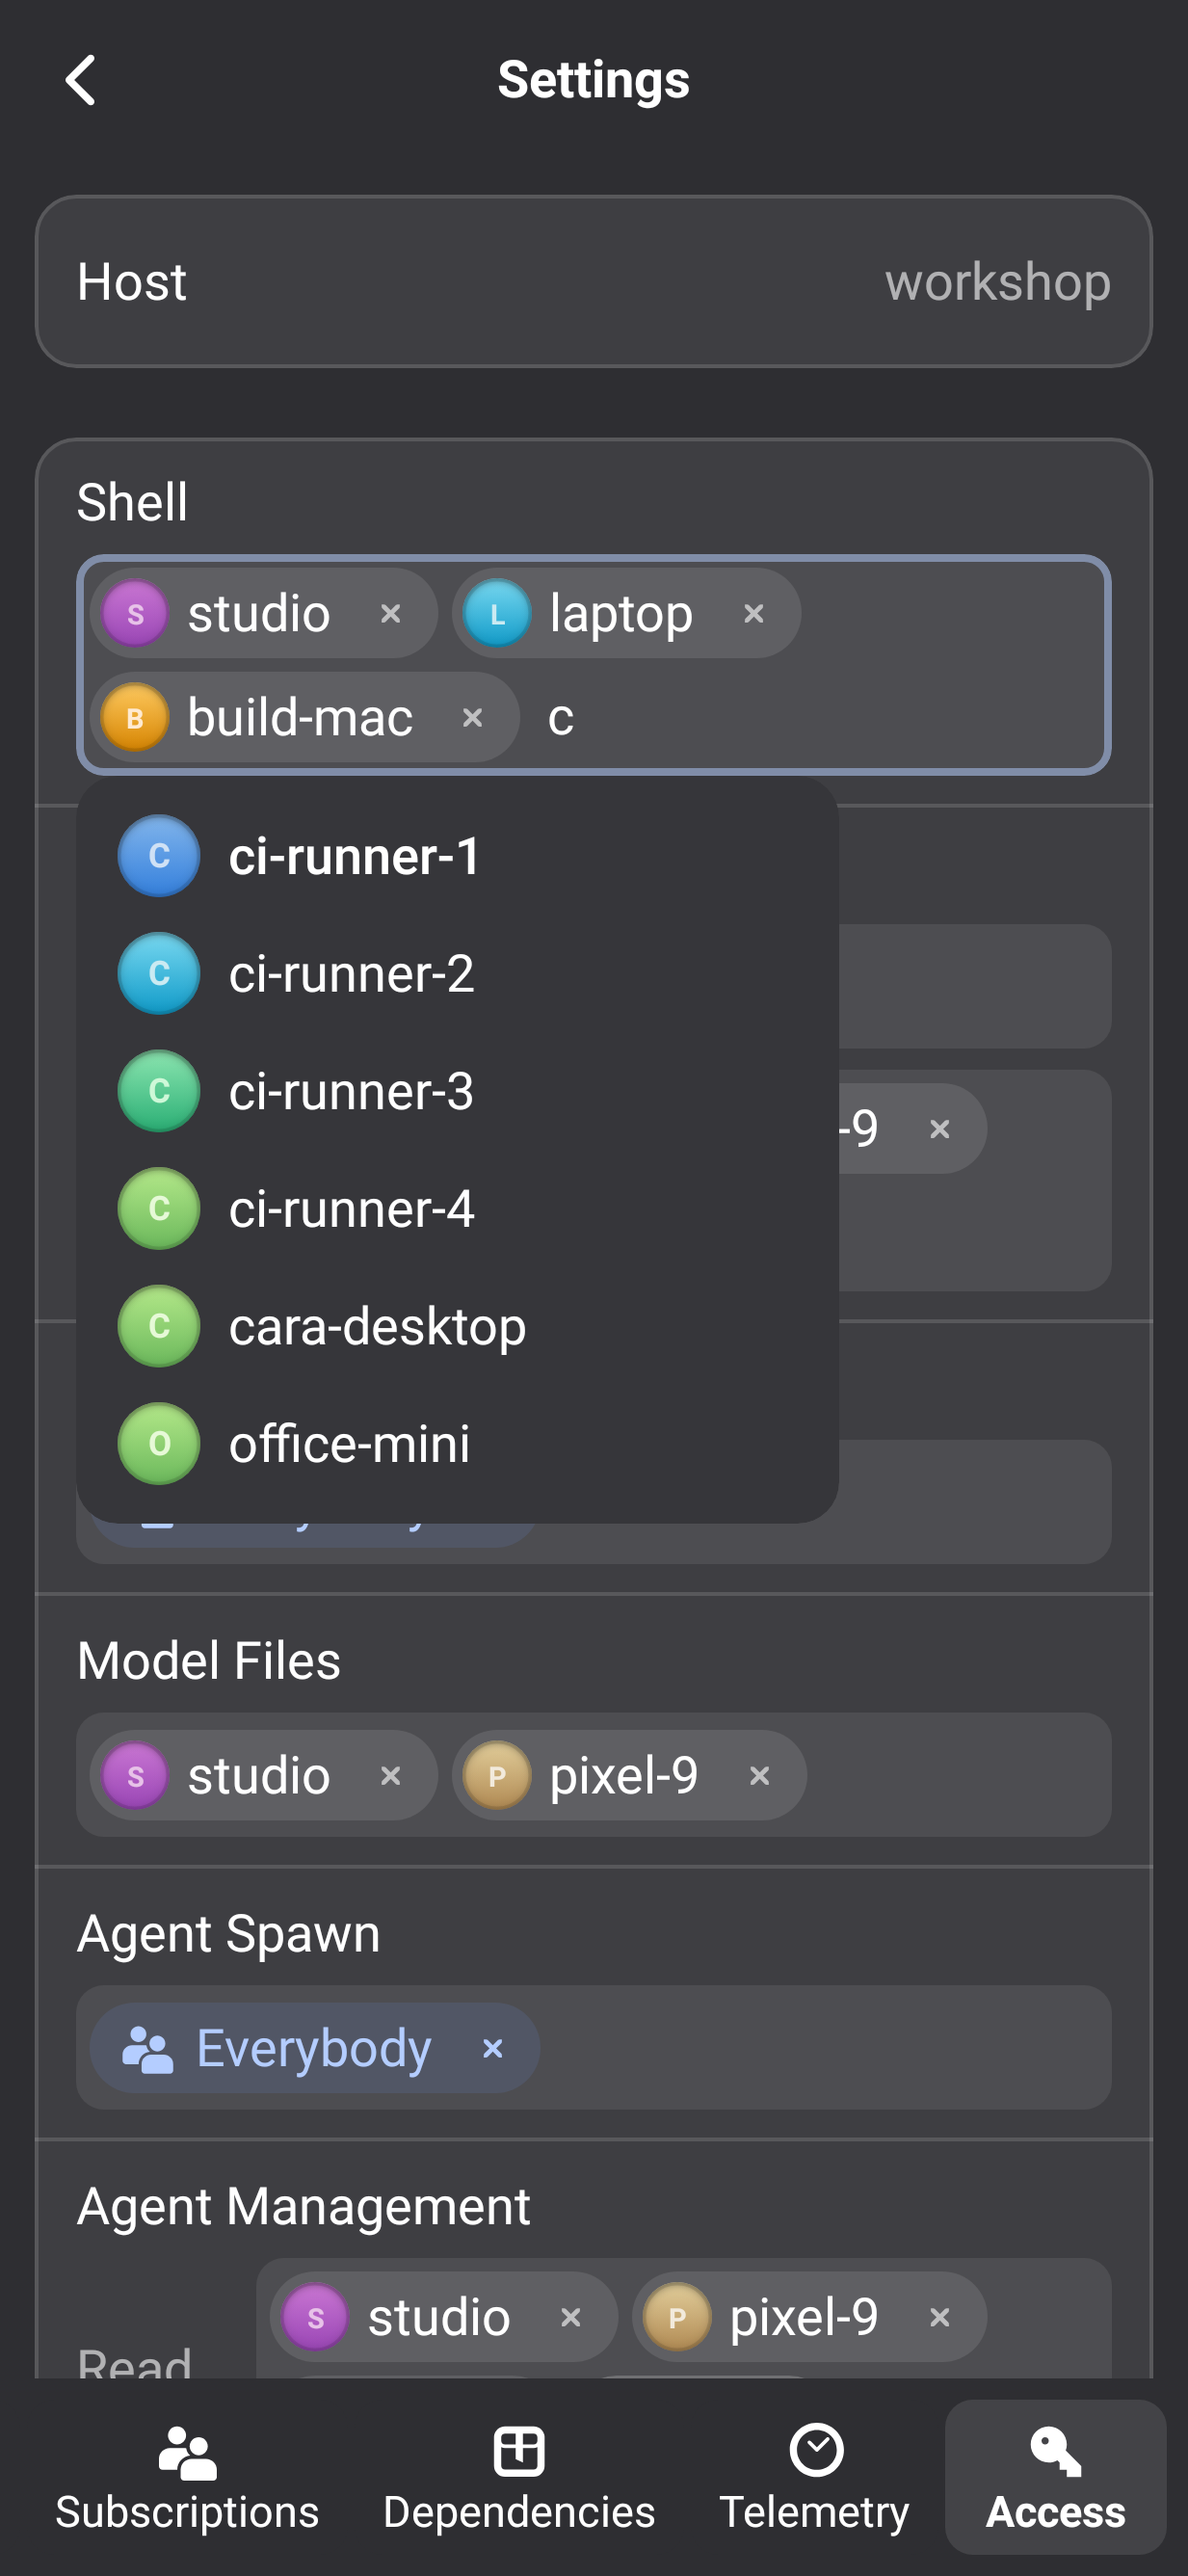 Settings
Host workshop
Shell
S studio × L laptop ×
B build-mac × c
C ci-runner-1
C ci-runner-2
C ci-runner-3
-9 ×
C ci-runner-4
C cara-desktop
O office-mini
Model Files
S studio × P pixel-9 ×
Agent Spawn
Everybody ×
Agent Management
S studio × P pixel-9 ×
Read
Subscriptions Dependencies Telemetry Access